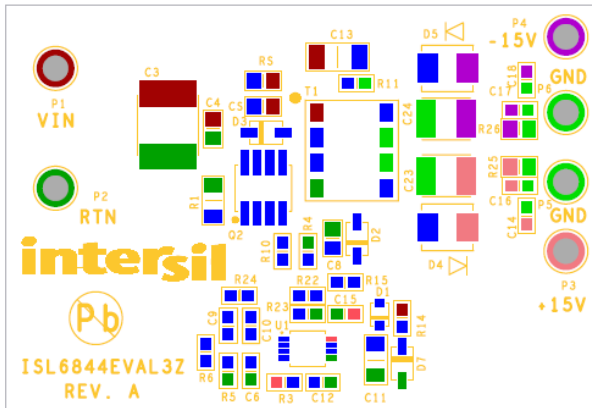 P4
-15V
D5
C13
RS
C3
C18
GND
T1
R11
P6
C17
P1
C4
CS
VIN
C24
R26
D3
C23
R25
C16
R1
P2
RTN
P5
GND
C14
Q2
R4
D2
R10
intersil
C8
D4
P3
R24
R22
R15
+15V
D1
C9
C10
R23
C15
Pb
U1
R14
R6
D7
ISL6844EVAL3Z
R5
C6
R3
C12
C11
REV. A